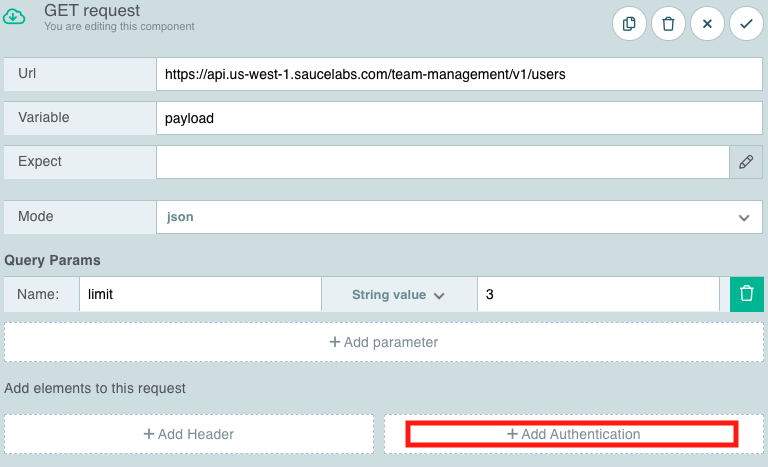 GET request
You are editing this component
Url https://api.us-west-1.saucelabs.com/team-management/v1/users
Variable payload
Expect
Mode json
Query Params
Name: limit String value 3
+ Add parameter
Add elements to this request
+ Add Header + Add Authentication